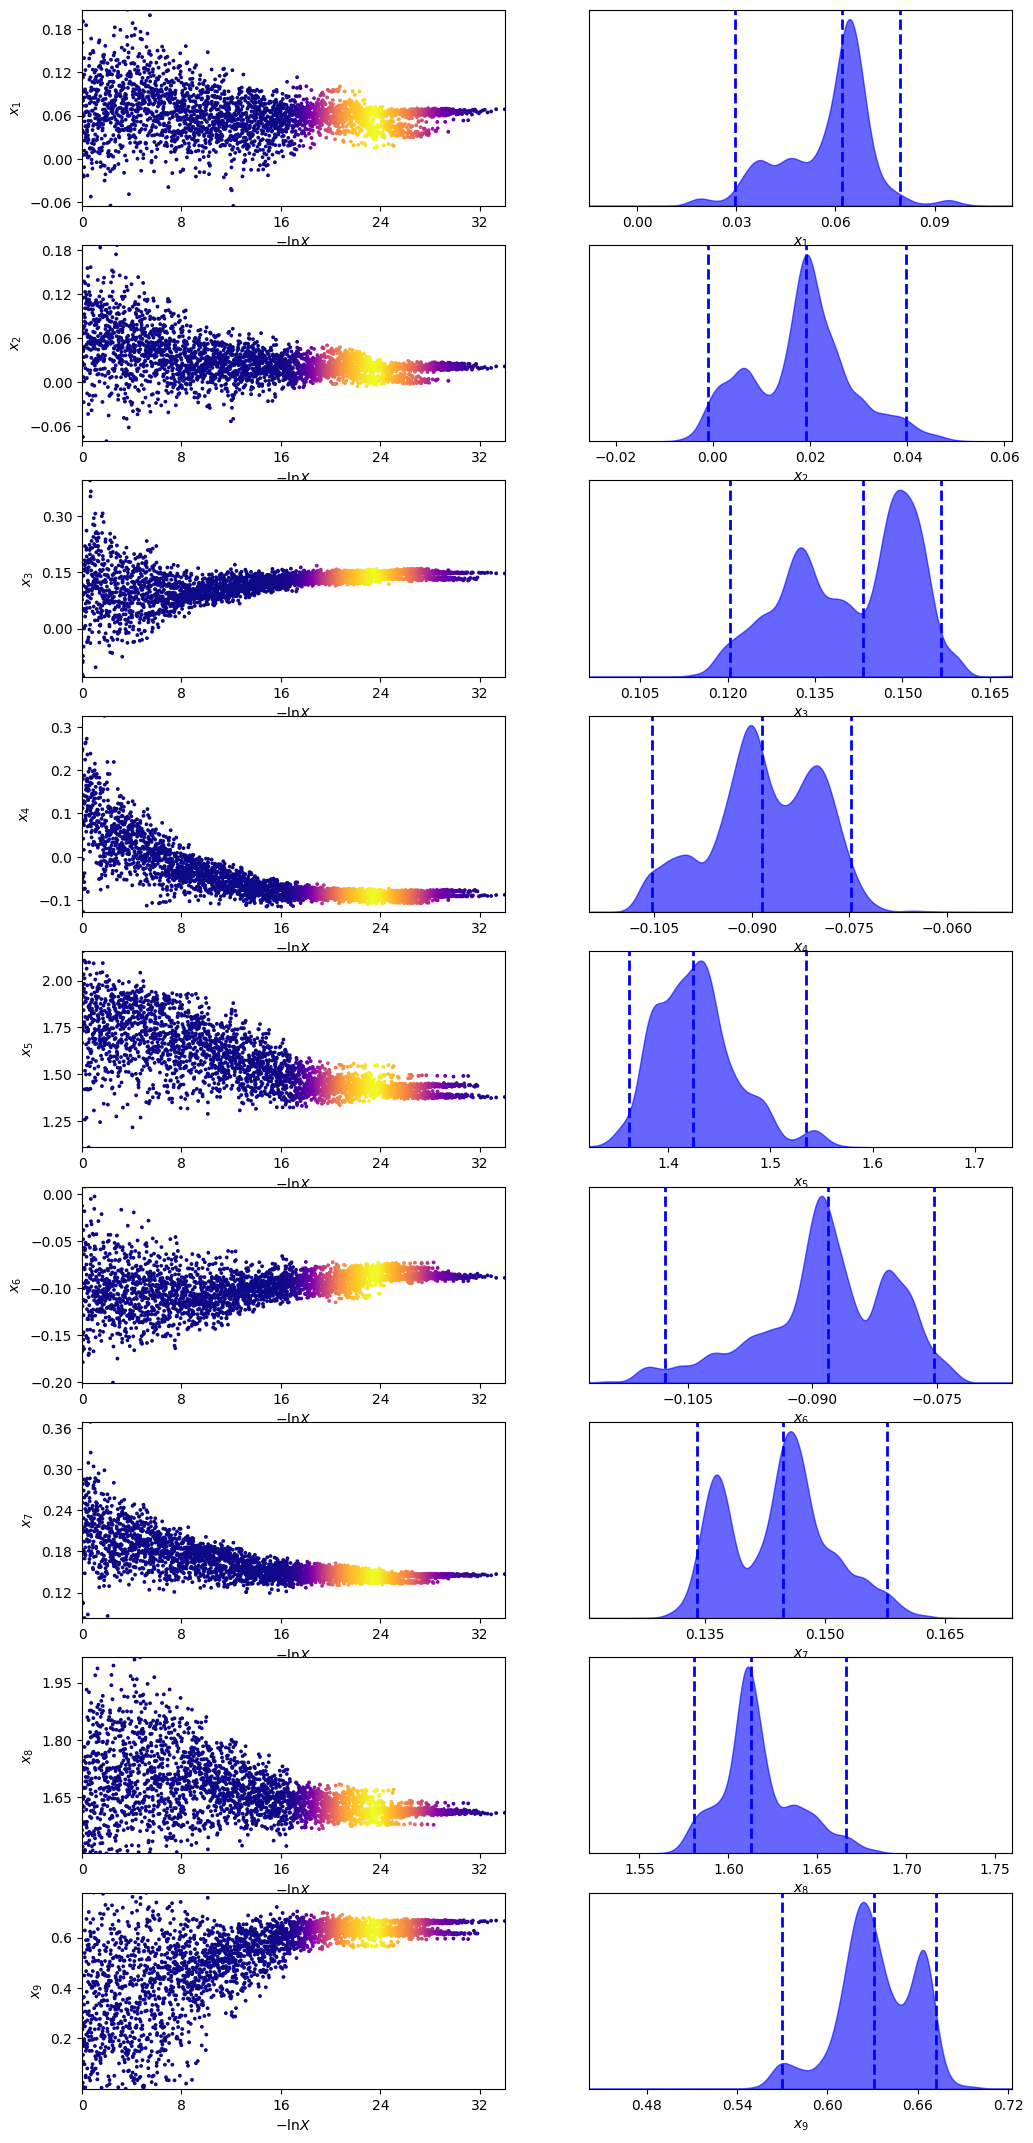 0.18
0.12
0.06
0.00
−0.06
x₁
0 8 16 24 32
−lnX
0.00 0.03 0.06 0.09
x₁
0.18
0.12
0.06
0.00
−0.06
x₂
0 8 16 24 32
−lnX
−0.02 0.00 0.02 0.04 0.06
x₂
0.30
0.15
0.00
x₃
0 8 16 24 32
−lnX
0.105 0.120 0.135 0.150 0.165
x₃
0.3
0.2
0.1
0.0
−0.1
x₄
0 8 16 24 32
−lnX
−0.105 −0.090 −0.075 −0.060
x₄
2.00
1.75
1.50
1.25
x₅
0 8 16 24 32
−lnX
1.4 1.5 1.6 1.7
x₅
0.00
−0.05
−0.10
−0.15
−0.20
x₆
0 8 16 24 32
−lnX
−0.105 −0.090 −0.075
x₆
0.36
0.30
0.24
0.18
0.12
x₇
0 8 16 24 32
−lnX
0.135 0.150 0.165
x₇
1.95
1.80
1.65
x₈
0 8 16 24 32
−lnX
1.55 1.60 1.65 1.70 1.75
x₈
0.6
0.4
0.2
x₉
0 8 16 24 32
−lnX
0.48 0.54 0.60 0.66 0.72
x₉